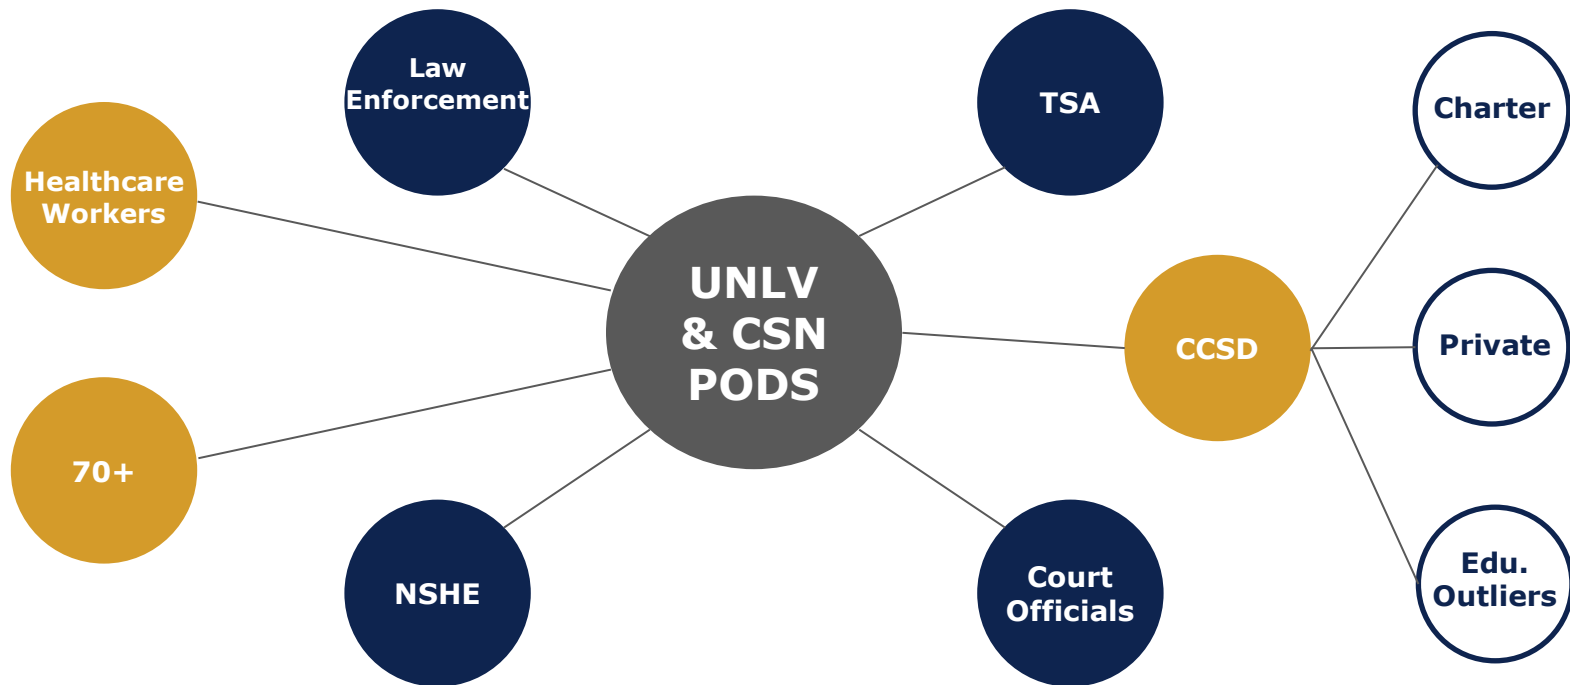 Law
Enforcement
TSA
Charter
Healthcare
Workers
UNLV
& CSN
PODS
CCSD
Private
70+
NSHE
Court
Officials
Edu.
Outliers